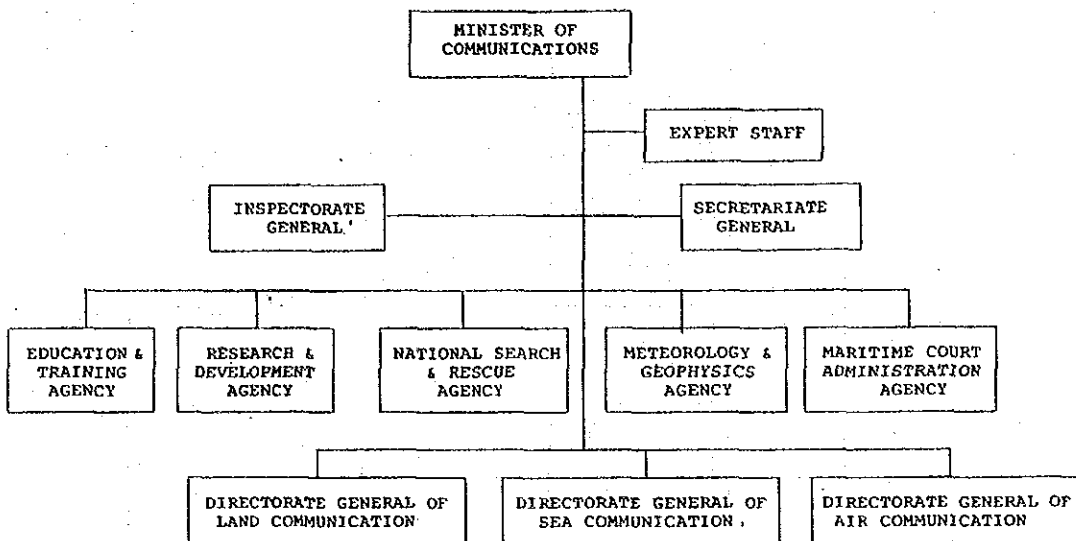 MINISTER OF
COMMUNICATIONS
EXPERT STAFF
INSPECTORATE
GENERAL
SECRETARIATE
GENERAL
EDUCATION &
TRAINING
AGENCY
RESEARCH &
DEVELOPMENT
AGENCY
NATIONAL SEARCH
& RESCUE
AGENCY
METEOROLOGY &
GEOPHYSICS
AGENCY
MARITIME COURT
ADMINISTRATION
AGENCY
DIRECTORATE GENERAL OF
LAND COMMUNICATION
DIRECTORATE GENERAL OF
SEA COMMUNICATION
DIRECTORATE GENERAL OF
AIR COMMUNICATION